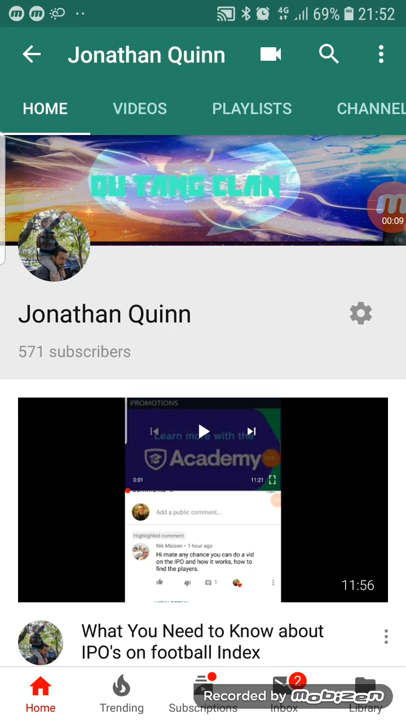 4G 69% 21:52
Jonathan Quinn
HOME VIDEOS PLAYLISTS CHANNEL
QU TANG CLAN
00:09
Jonathan Quinn
571 subscribers
PROMOTIONS
Learn more with the
Academy
0:01 11:21
Add a public comment...
Highlighted comment
Nik Maisen • 1 hour ago
Hi mate any chance you can do a vid
on the IPO and how it works, how to
find the players.
1
11:56
What You Need to Know about
IPO's on football Index
2
Home Trending Subscriptions Inbox Library
Recorded by mobizen